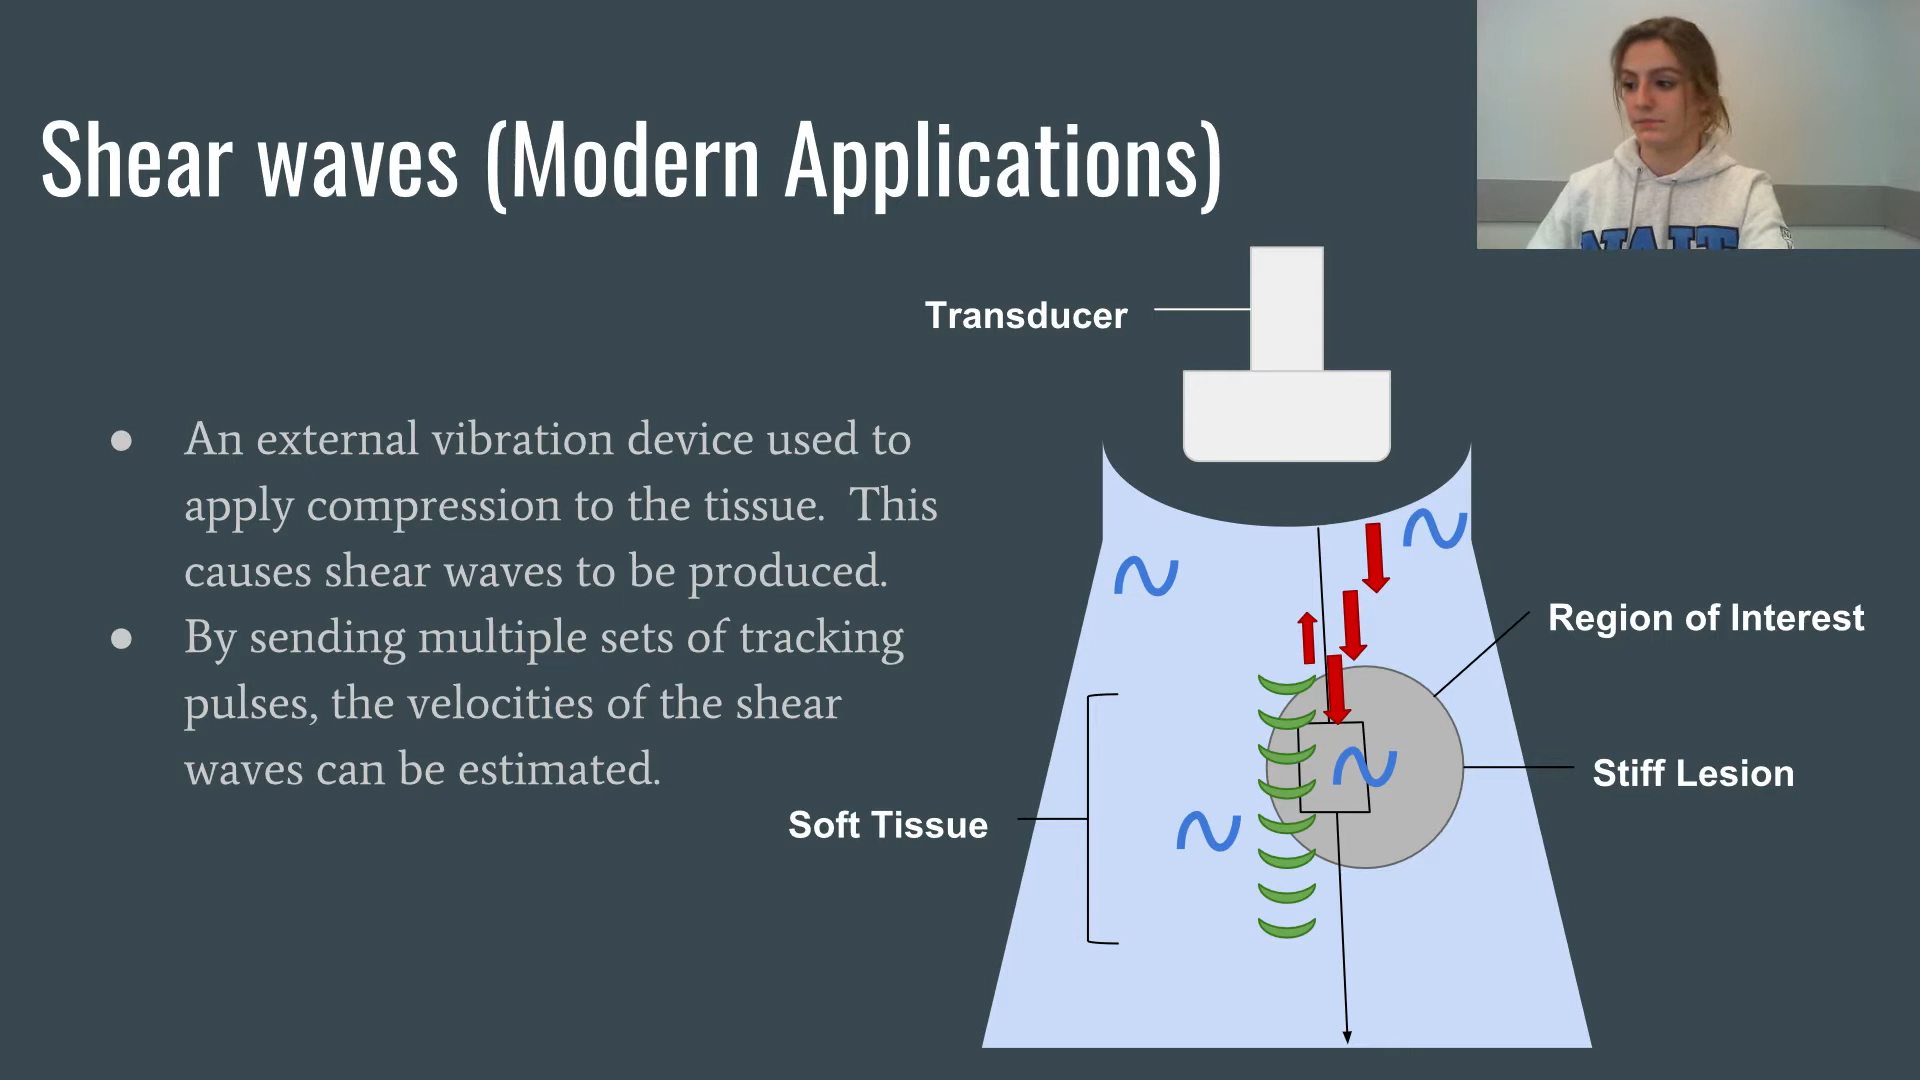 Shear waves (Modern Applications)
NAIT
Transducer
● An external vibration device used to
apply compression to the tissue.  This
causes shear waves to be produced.
● By sending multiple sets of tracking
pulses, the velocities of the shear
waves can be estimated.
Region of Interest
Stiff Lesion
Soft Tissue